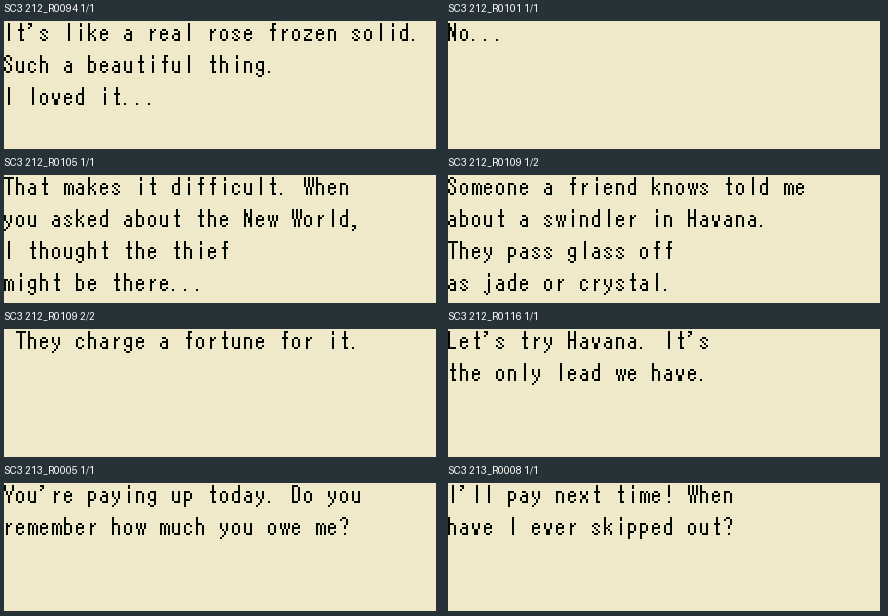 SC3 212_R0094 1/1
It's like a real rose frozen solid.
Such a beautiful thing.
I loved it...
SC3 212_R0101 1/1
No...
SC3 212_R0105 1/1
That makes it difficult. When
you asked about the New World,
I thought the thief
might be there...
SC3 212_R0109 1/2
Someone a friend knows told me
about a swindler in Havana.
They pass glass off
as jade or crystal.
SC3 212_R0109 2/2
They charge a fortune for it.
SC3 212_R0116 1/1
Let's try Havana. It's
the only lead we have.
SC3 213_R0005 1/1
You're paying up today. Do you
remember how much you owe me?
SC3 213_R0008 1/1
I'll pay next time! When
have I ever skipped out?